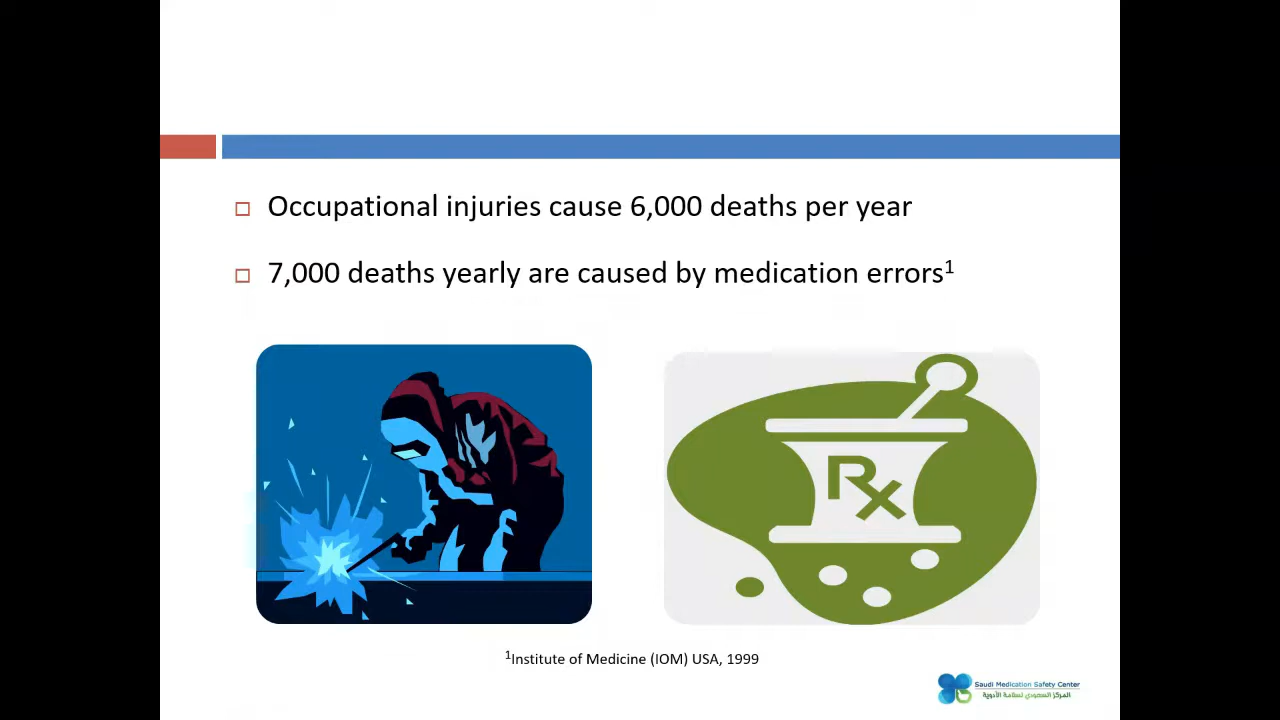 Occupational injuries cause 6,000 deaths per year
7,000 deaths yearly are caused by medication errors¹
Rx
¹Institute of Medicine (IOM) USA, 1999
Saudi Medication Safety Center
المركز السعودي لسلامة الأدوية